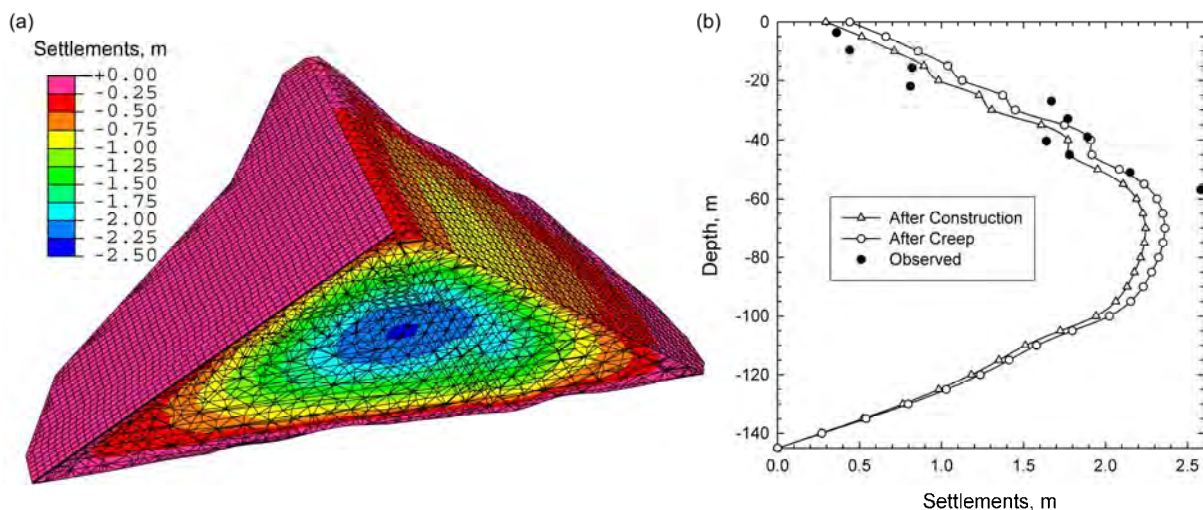 (a)
Settlements, m
+0.00
-0.25
-0.50
-0.75
-1.00
-1.25
-1.50
-1.75
-2.00
-2.25
-2.50
(b)
0
-20
-40
-60
-80
-100
-120
-140
Depth, m
After Construction
After Creep
Observed
0.0 0.5 1.0 1.5 2.0 2.5
Settlements, m